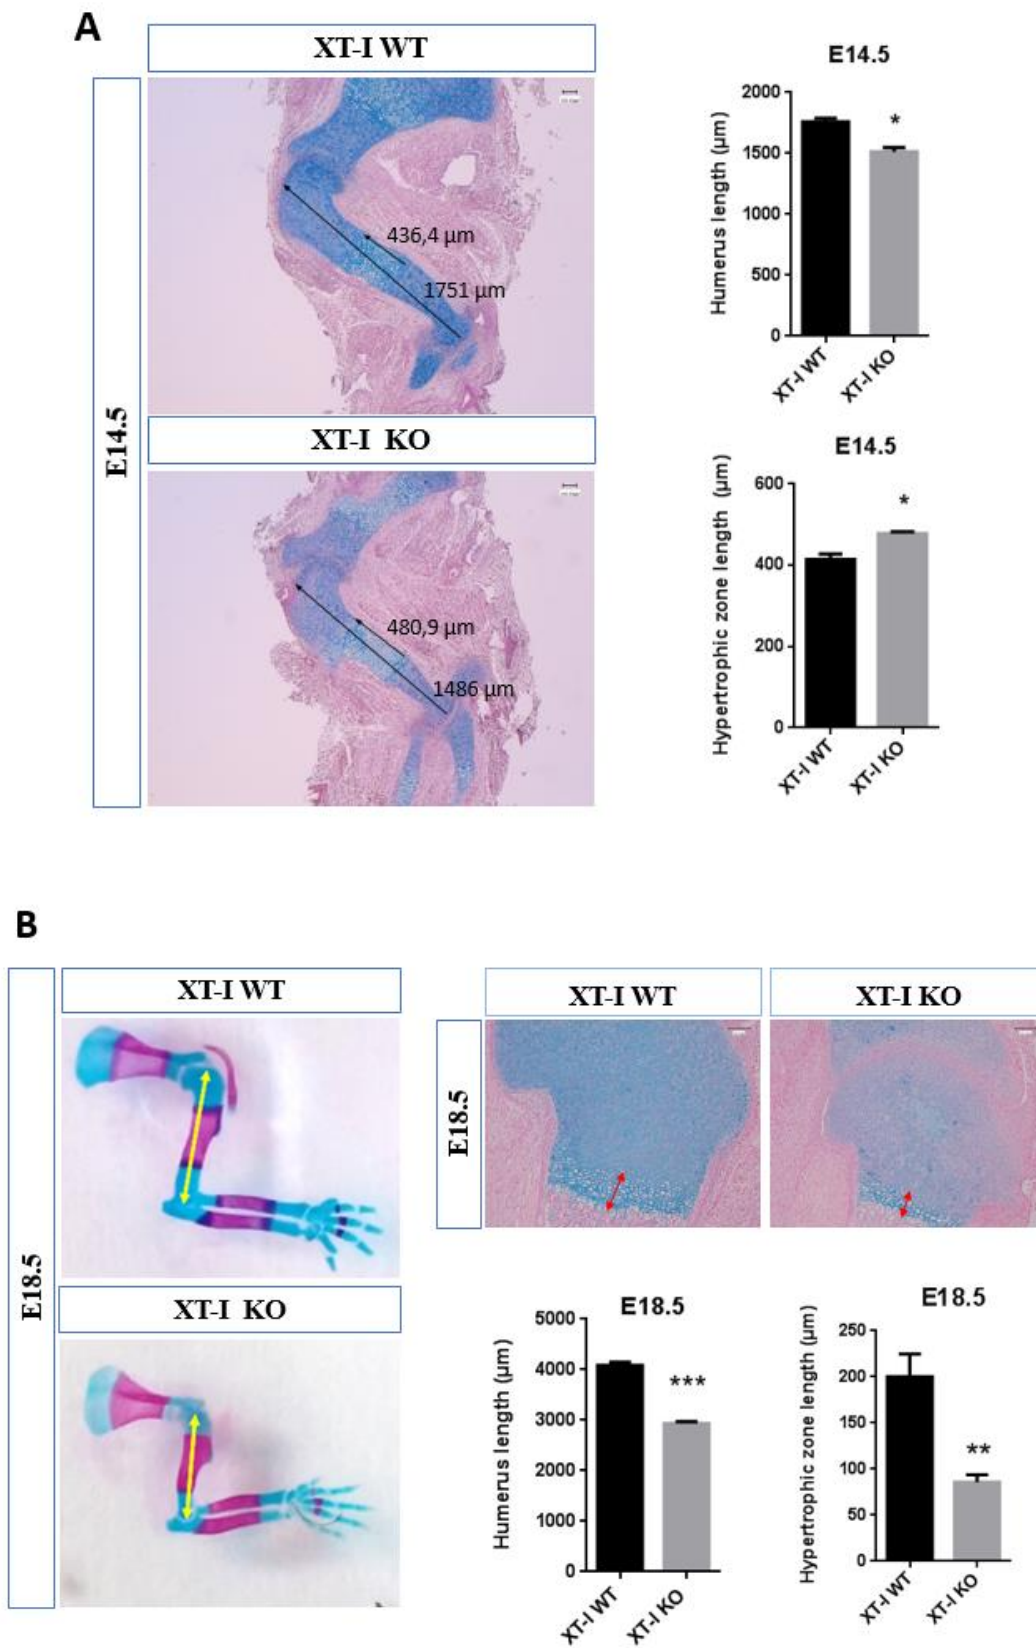 A
XT-I WT
E14.5
436,4 µm
1751 µm
XT-I KO
480,9 µm
1486 µm
E14.5
Humerus length (µm)
2000
1500
1000
500
0
*
XT-I WT
XT-I KO
E14.5
Hypertrophic zone length (µm)
600
400
200
0
*
XT-I WT
XT-I KO
B
E18.5
XT-I WT
XT-I KO
E18.5
XT-I WT
XT-I KO
E18.5
Humerus length (µm)
5000
4000
3000
2000
1000
0
***
XT-I WT
XT-I KO
E18.5
Hypertrophic zone length (µm)
250
200
150
100
50
0
**
XT-I WT
XT-I KO